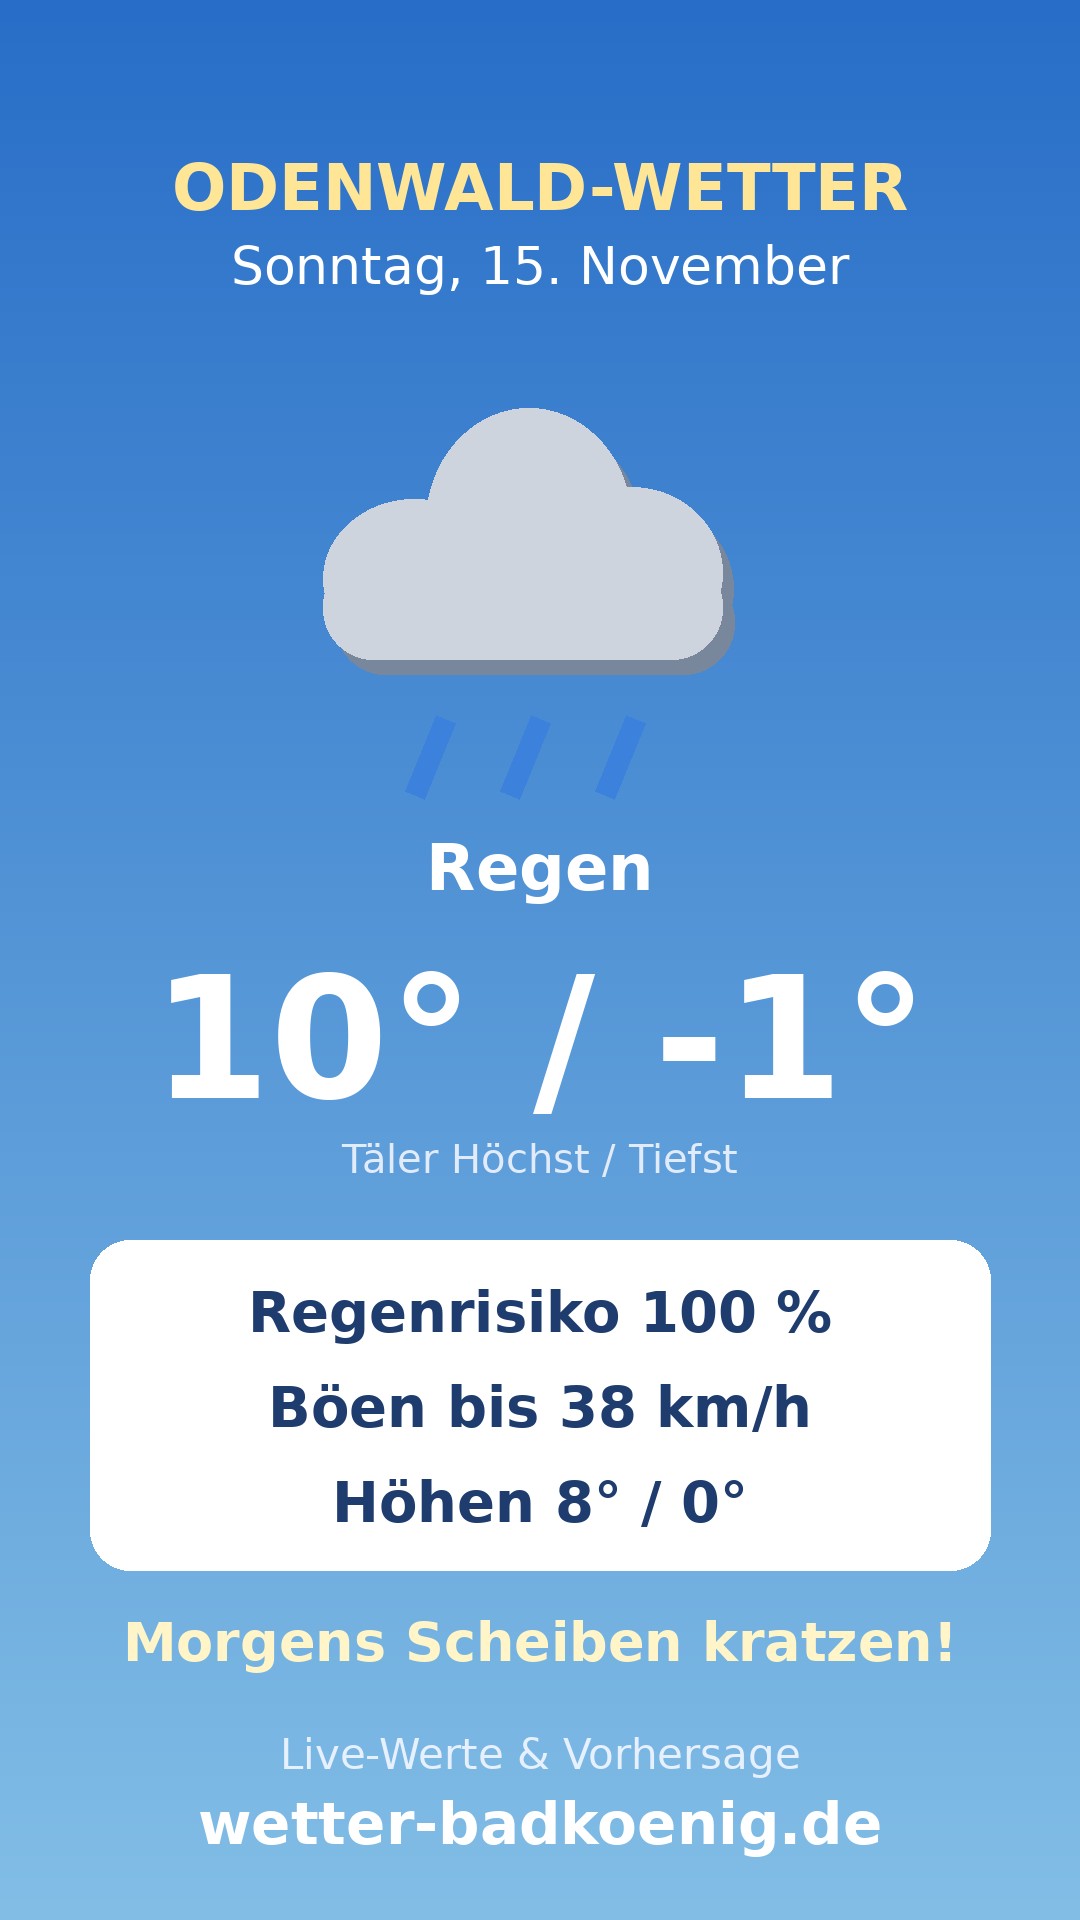 ODENWALD-WETTER
Sonntag, 15. November
Regen
10° / -1°
Täler Höchst / Tiefst
Regenrisiko 100 %
Böen bis 38 km/h
Höhen 8° / 0°
Morgens Scheiben kratzen!
Live-Werte & Vorhersage
wetter-badkoenig.de